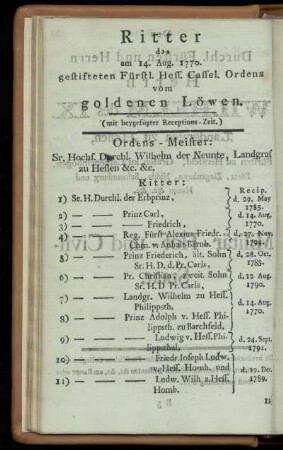 Ritter
des
am 14. Aug. 1770.
gestifteten Fürstl. Hess. Cassel. Ordens
vom
goldenen Löwen.
(mit beygefügter Receptions-Zeit.)
Ordens-Meister:
Sr. Hochf. Durchl. Wilhelm der Neunte, Landgraf
zu Hessen &c. &c.
Ritter: Recip.
1) Se. H. Durchl. der Erbprinz, d. 29. May
1785.
2) — — Prinz Carl, d. 14. Aug.
3) — — — Friedrich, 1770.
4) — — Reg. Fürst Alexius Friedr. d. 27. Nov.
Chm. v. Anhalt-Bernb. 1794.
5) — — Prinz Friederich, ält. Sohn d. 28. Oct.
Sr. H. D. d. Pr. Carls, 1783.
6) — — Pr. Christian, zweit. Sohn d. 12. Aug.
Sr. H. D. Pr. Carls, 1790.
7) — — Landgr. Wilhelm zu Hess.
Philippsth. d. 14. Aug.
8) — — Prinz Adolph v. Hess. Phi- 1770.
lippsth. zu Barchfeld,
9) — — — Ludwig v. Hess. Phi- d. 24. Sept.
lippsthal, 1791.
10) — — — Friedr. Joseph Ludw.
v. Hess. Homb. und d. 19. Dec.
11) — — — Ludw. Wilh. z. Hess. 1789.
Homb.